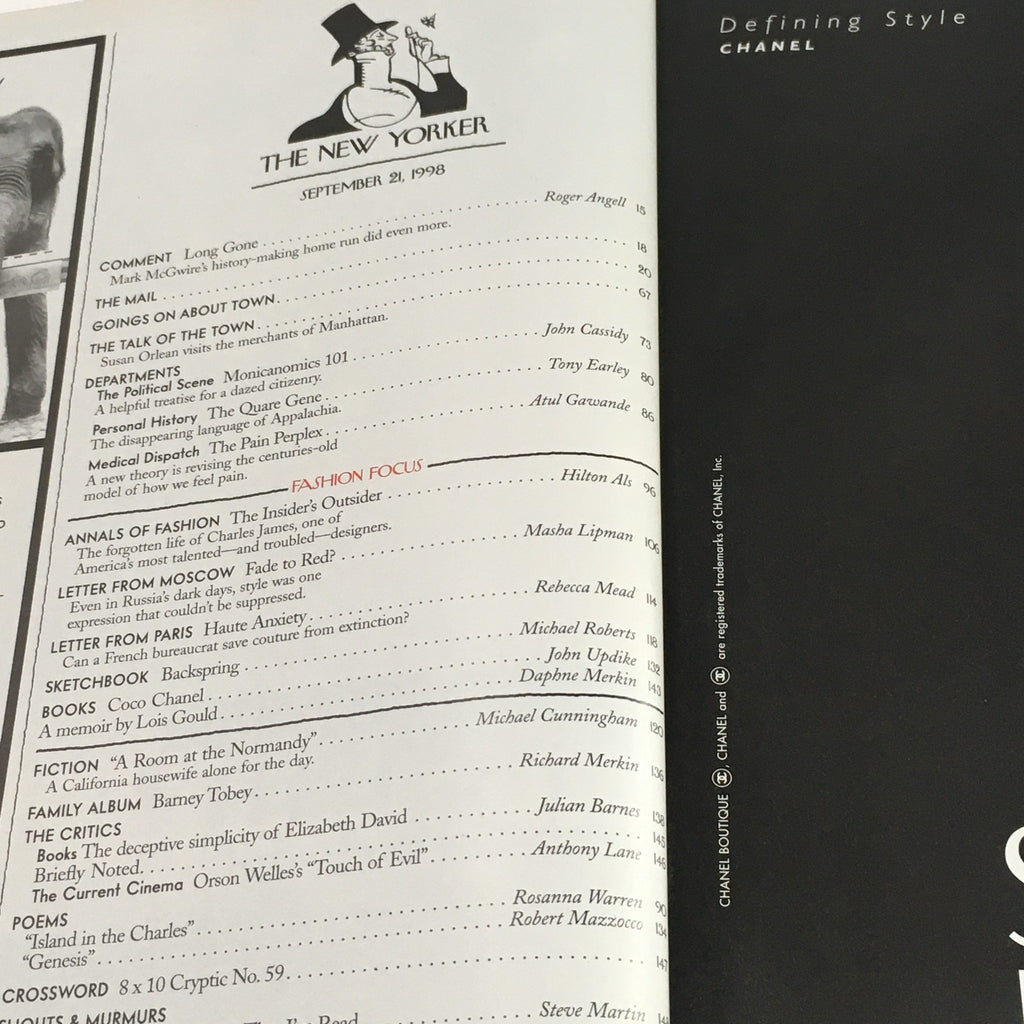 THE NEW YORKER
SEPTEMBER 21, 1998
COMMENT Long Gone . . . . . . . . . . . . . . . . . . . . Roger Angell 15
Mark McGwire's history-making home run did even more.
THE MAIL . . . . . . . . . . . . . . . . . . . . 18
GOINGS ON ABOUT TOWN. . . . . . . . . . . . . . . . . . . . 20
THE TALK OF THE TOWN. . . . . . . . . . . . . . . . . . . . 67
Susan Orlean visits the merchants of Manhattan.
DEPARTMENTS
The Political Scene Monicanomics 101 . . . . . . . . . . . . . . . John Cassidy 73
A helpful treatise for a dazed citizenry.
Personal History The Quare Gene . . . . . . . . . . . . . . . Tony Earley 80
The disappearing language of Appalachia.
Medical Dispatch The Pain Perplex . . . . . . . . . . . . . . . Atul Gawande 86
A new theory is revising the centuries-old
model of how we feel pain.
FASHION FOCUS
ANNALS OF FASHION The Insider's Outsider . . . . . . . . . . . . Hilton Als 96
The forgotten life of Charles James, one of
America's most talented—and troubled—designers.
LETTER FROM MOSCOW Fade to Red? . . . . . . . . . . . . Masha Lipman 106
Even in Russia's dark days, style was one
expression that couldn't be suppressed.
LETTER FROM PARIS Haute Anxiety . . . . . . . . . . . . Rebecca Mead 114
Can a French bureaucrat save couture from extinction?
SKETCHBOOK Backspring . . . . . . . . . . . . . . . Michael Roberts 118
BOOKS Coco Chanel . . . . . . . . . . . . . . . John Updike 132
A memoir by Lois Gould . . . . . . . . . . . . . . . Daphne Merkin 143
FICTION "A Room at the Normandy". . . . . . . . . . . . Michael Cunningham 120
A California housewife alone for the day.
FAMILY ALBUM Barney Tobey. . . . . . . . . . . . . . . Richard Merkin 136
THE CRITICS
Books The deceptive simplicity of Elizabeth David . . . . . . . . . Julian Barnes 138
Briefly Noted. . . . . . . . . . . . . . . . . . . . 145
The Current Cinema Orson Welles's "Touch of Evil". . . . . . . . . Anthony Lane 146
POEMS
"Island in the Charles". . . . . . . . . . . . . . . Rosanna Warren 90
"Genesis". . . . . . . . . . . . . . . . . . . . Robert Mazzocco 134
CROSSWORD 8 x 10 Cryptic No. 59. . . . . . . . . . . . . . . 147
SHOUTS & MURMURS
Read . . . . . . . . . . . . Steve Martin
Defining Style
CHANEL
CHANEL BOUTIQUE, CHANEL and are registered trademarks of CHANEL, Inc.